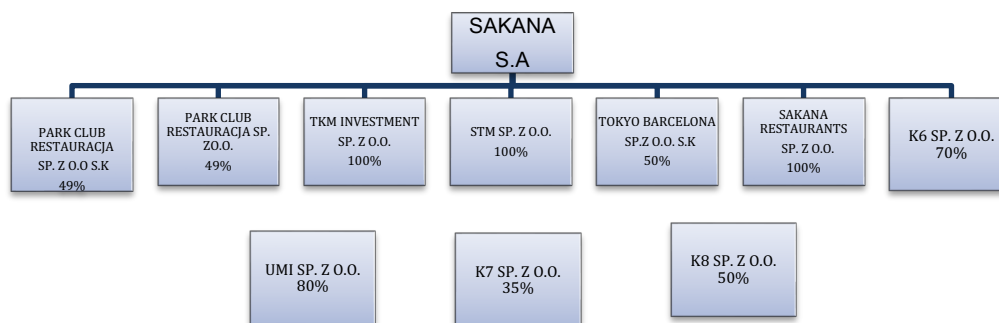 SAKANA
S.A
PARK CLUB
RESTAURACJA
SP. Z O.O S.K
49%
PARK CLUB
RESTAURACJA SP.
ZO.O.
49%
TKM INVESTMENT
SP. Z O.O.
100%
STM SP. Z O.O.
100%
TOKYO BARCELONA
SP.Z O.O. S.K
50%
SAKANA
RESTAURANTS
SP. Z O.O.
100%
K6 SP. Z O.O.
70%
UMI SP. Z O.O.
80%
K7 SP. Z O.O.
35%
K8 SP. Z O.O.
50%